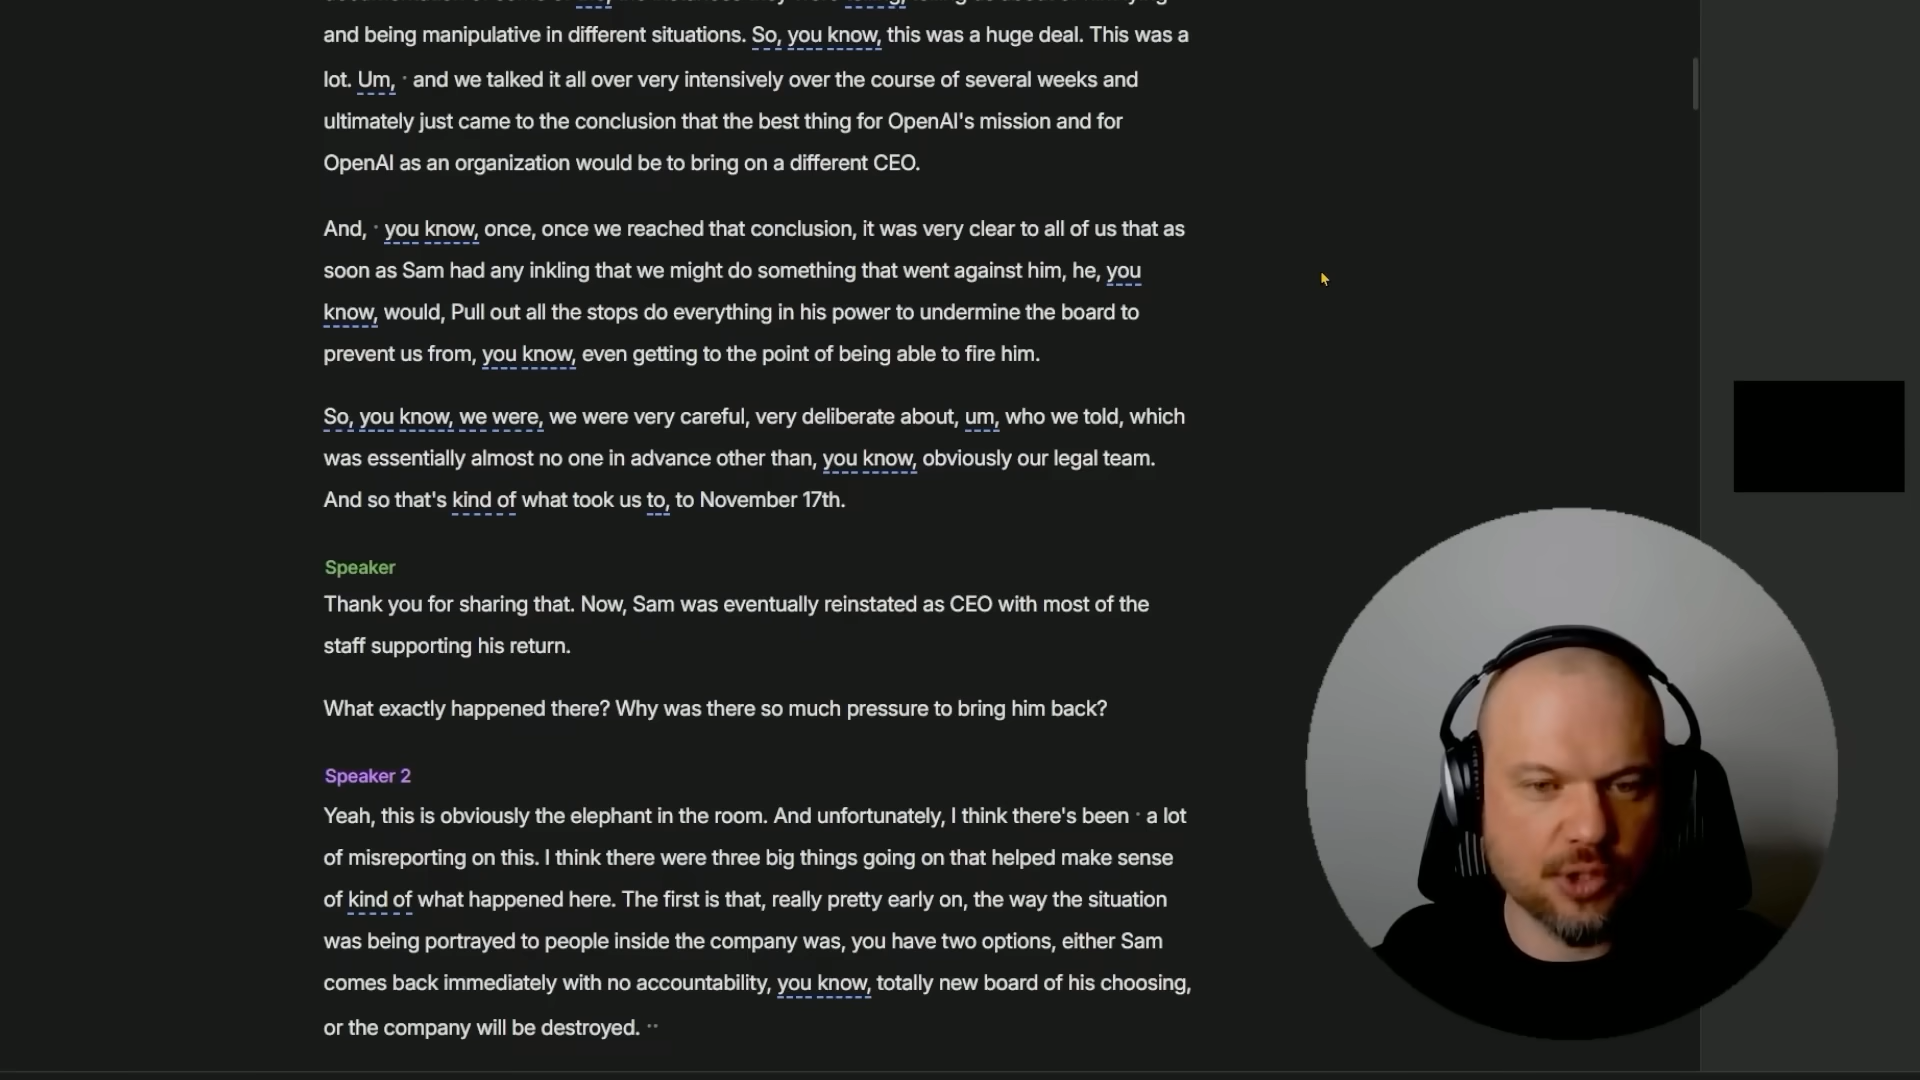 and being manipulative in different situations. So, you know, this was a huge deal. This was a
lot. Um, · and we talked it all over very intensively over the course of several weeks and
ultimately just came to the conclusion that the best thing for OpenAI's mission and for
OpenAI as an organization would be to bring on a different CEO.
And, · you know, once, once we reached that conclusion, it was very clear to all of us that as
soon as Sam had any inkling that we might do something that went against him, he, you
know, would, Pull out all the stops do everything in his power to undermine the board to
prevent us from, you know, even getting to the point of being able to fire him.
So, you know, we were, we were very careful, very deliberate about, um, who we told, which
was essentially almost no one in advance other than, you know, obviously our legal team.
And so that's kind of what took us to, to November 17th.
Speaker
Thank you for sharing that. Now, Sam was eventually reinstated as CEO with most of the
staff supporting his return.
What exactly happened there? Why was there so much pressure to bring him back?
Speaker 2
Yeah, this is obviously the elephant in the room. And unfortunately, I think there's been · a lot
of misreporting on this. I think there were three big things going on that helped make sense
of kind of what happened here. The first is that, really pretty early on, the way the situation
was being portrayed to people inside the company was, you have two options, either Sam
comes back immediately with no accountability, you know, totally new board of his choosing,
or the company will be destroyed. ··